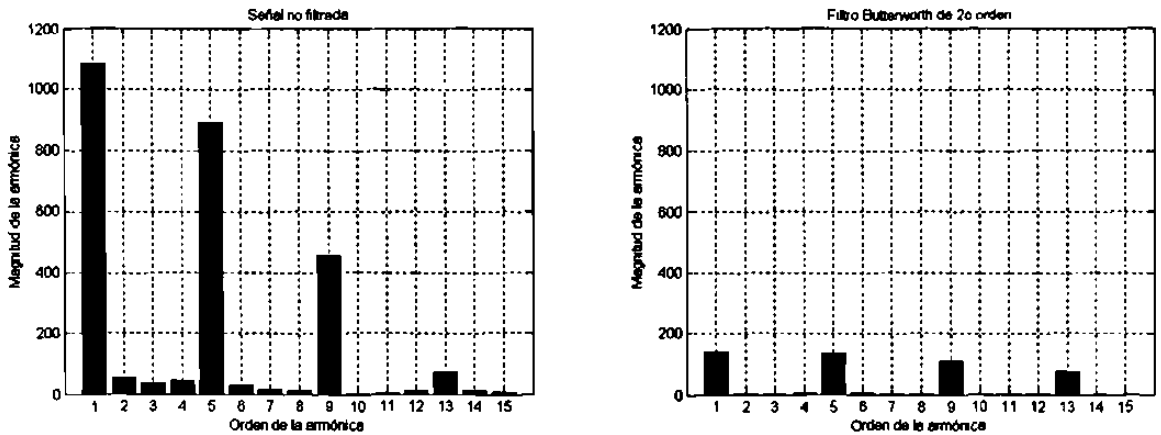 Señal no filtrada
1200
1000
800
600
400
200
0
Magnitud de la armónica
1 2 3 4 5 6 7 8 9 10 11 12 13 14 15
Orden de la armónica
Filtro Butterworth de 2o orden
1200
1000
800
600
400
200
0
Magnitud de la armónica
1 2 3 4 5 6 7 8 9 10 11 12 13 14 15
Orden de la armónica